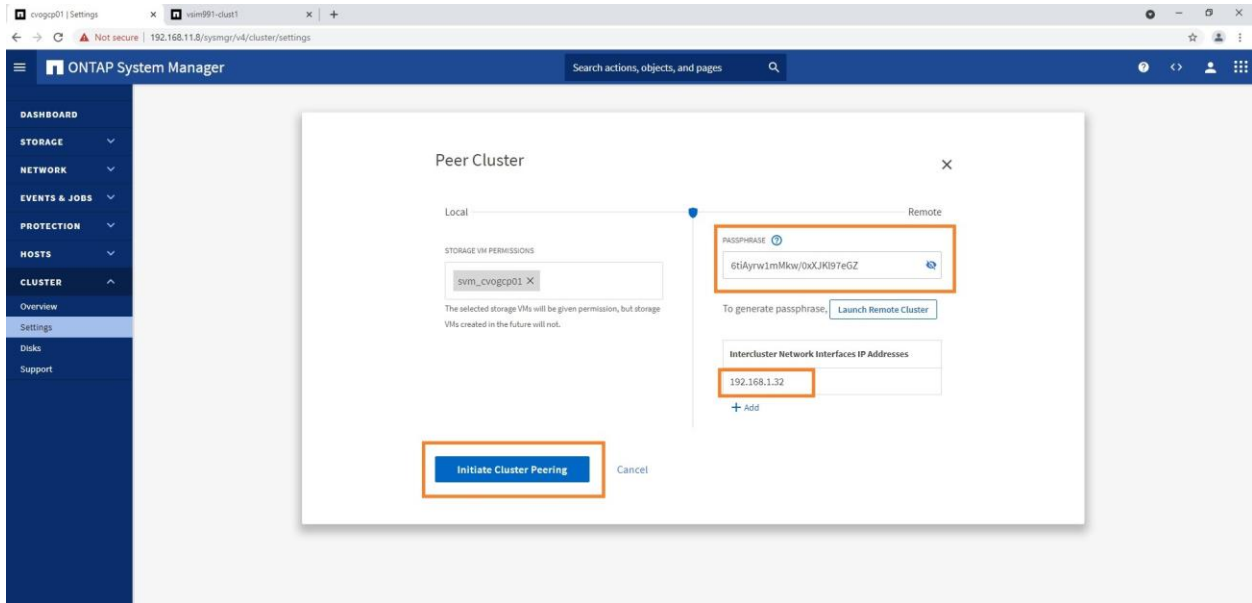 cvogcp01 | Settings
vsim991-clust1
Not secure | 192.168.11.8/sysmgr/v4/cluster/settings
ONTAP System Manager
Search actions, objects, and pages
DASHBOARD
STORAGE
NETWORK
EVENTS & JOBS
PROTECTION
HOSTS
CLUSTER
Overview
Settings
Disks
Support
Peer Cluster
Local
Remote
STORAGE VM PERMISSIONS
svm_cvogcp01
The selected storage VMs will be given permission, but storage
VMs created in the future will not.
PASSPHRASE
6tiAyrw1mMkw/0xXJKl97eGZ
To generate passphrase, Launch Remote Cluster
Intercluster Network Interfaces IP Addresses
192.168.1.32
+ Add
Initiate Cluster Peering
Cancel